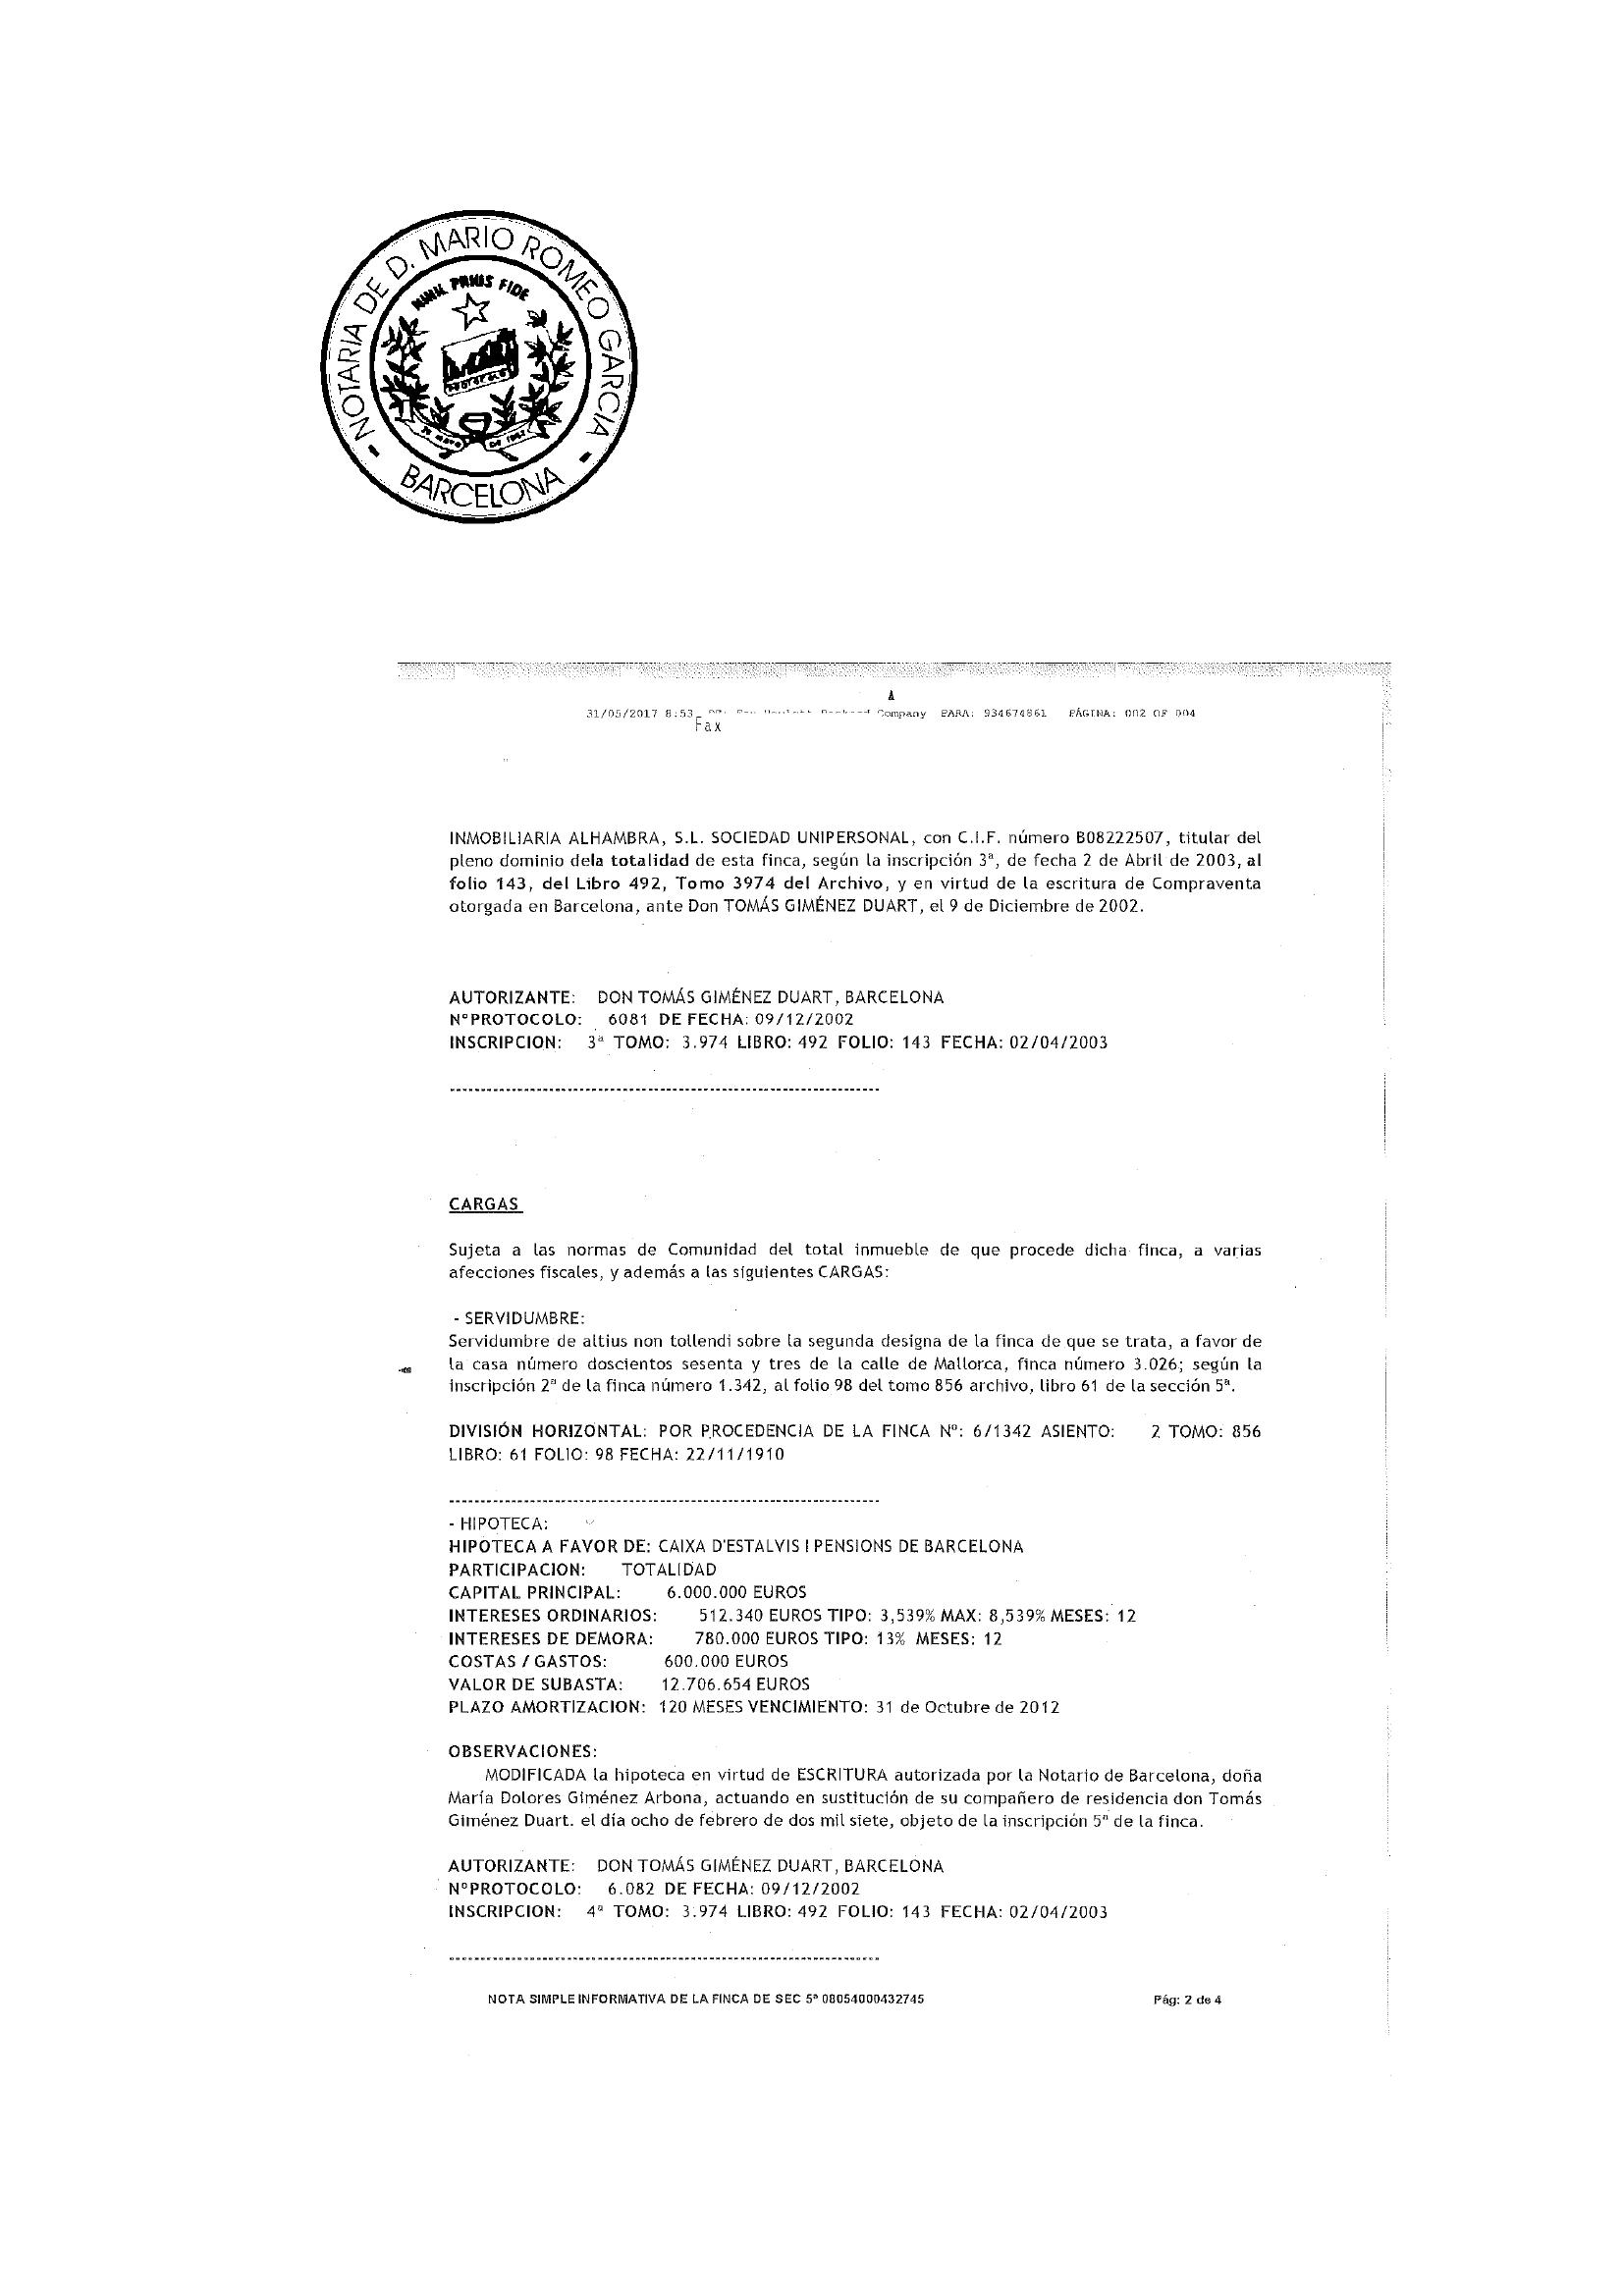 NOTARIA DE D. MARIO ROMEO GARCIA
NIHIL PRIUS FIDE
BARCELONA
31/05/2017 8:53 Company PARA: 934674861 PÁGINA: 002 OF 004
Fax
INMOBILIARIA ALHAMBRA, S.L. SOCIEDAD UNIPERSONAL, con C.I.F. número B08222507, titular del
pleno dominio dela totalidad de esta finca, según la inscripción 3ª, de fecha 2 de Abril de 2003, al
folio 143, del Libro 492, Tomo 3974 del Archivo, y en virtud de la escritura de Compraventa
otorgada en Barcelona, ante Don TOMÁS GIMÉNEZ DUART, el 9 de Diciembre de 2002.
AUTORIZANTE: DON TOMÁS GIMÉNEZ DUART, BARCELONA
NºPROTOCOLO: 6081 DE FECHA: 09/12/2002
INSCRIPCION: 3ª TOMO: 3.974 LIBRO: 492 FOLIO: 143 FECHA: 02/04/2003
CARGAS
Sujeta a las normas de Comunidad del total inmueble de que procede dicha finca, a varias
afecciones fiscales, y además a las siguientes CARGAS:
- SERVIDUMBRE:
Servidumbre de altius non tollendi sobre la segunda designa de la finca de que se trata, a favor de
la casa número doscientos sesenta y tres de la calle de Mallorca, finca número 3.026; según la
inscripción 2ª de la finca número 1.342, al folio 98 del tomo 856 archivo, libro 61 de la sección 5ª.
DIVISIÓN HORIZONTAL: POR PROCEDENCIA DE LA FINCA Nº: 6/1342 ASIENTO: 2 TOMO: 856
LIBRO: 61 FOLIO: 98 FECHA: 22/11/1910
- HIPOTECA:
HIPOTECA A FAVOR DE: CAIXA D'ESTALVIS I PENSIONS DE BARCELONA
PARTICIPACION: TOTALIDAD
CAPITAL PRINCIPAL: 6.000.000 EUROS
INTERESES ORDINARIOS: 512.340 EUROS TIPO: 3,539% MAX: 8,539% MESES: 12
INTERESES DE DEMORA: 780.000 EUROS TIPO: 13% MESES: 12
COSTAS / GASTOS: 600.000 EUROS
VALOR DE SUBASTA: 12.706.654 EUROS
PLAZO AMORTIZACION: 120 MESES VENCIMIENTO: 31 de Octubre de 2012
OBSERVACIONES:
MODIFICADA la hipoteca en virtud de ESCRITURA autorizada por la Notario de Barcelona, doña
María Dolores Giménez Arbona, actuando en sustitución de su compañero de residencia don Tomás
Giménez Duart. el día ocho de febrero de dos mil siete, objeto de la inscripción 5ª de la finca.
AUTORIZANTE: DON TOMÁS GIMÉNEZ DUART, BARCELONA
NºPROTOCOLO: 6.082 DE FECHA: 09/12/2002
INSCRIPCION: 4ª TOMO: 3.974 LIBRO: 492 FOLIO: 143 FECHA: 02/04/2003
NOTA SIMPLE INFORMATIVA DE LA FINCA DE SEC 5ª 08054000432745 Pág: 2 de 4